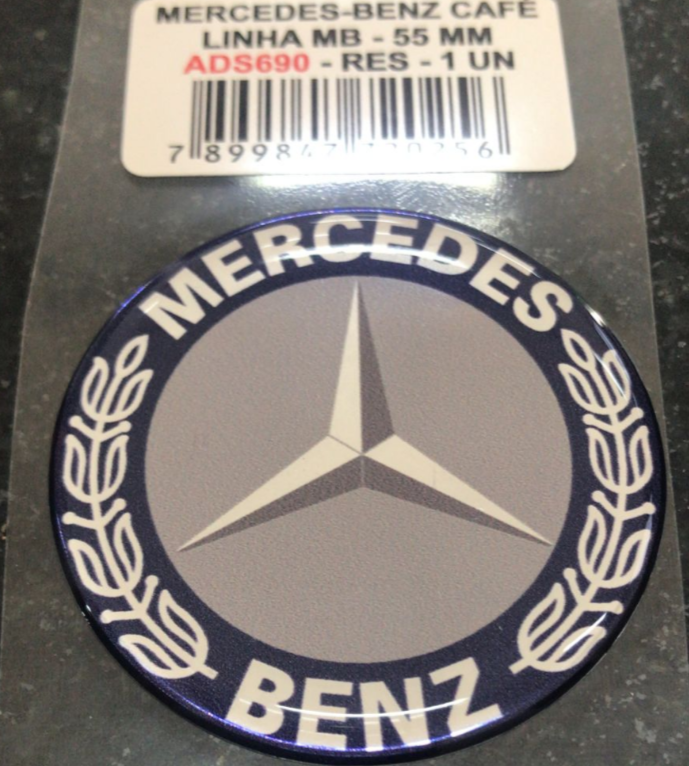 MERCEDES-BENZ CAFÉ
LINHA MB - 55 MM
ADS690 - RES - 1 UN
MERCEDES
BENZ